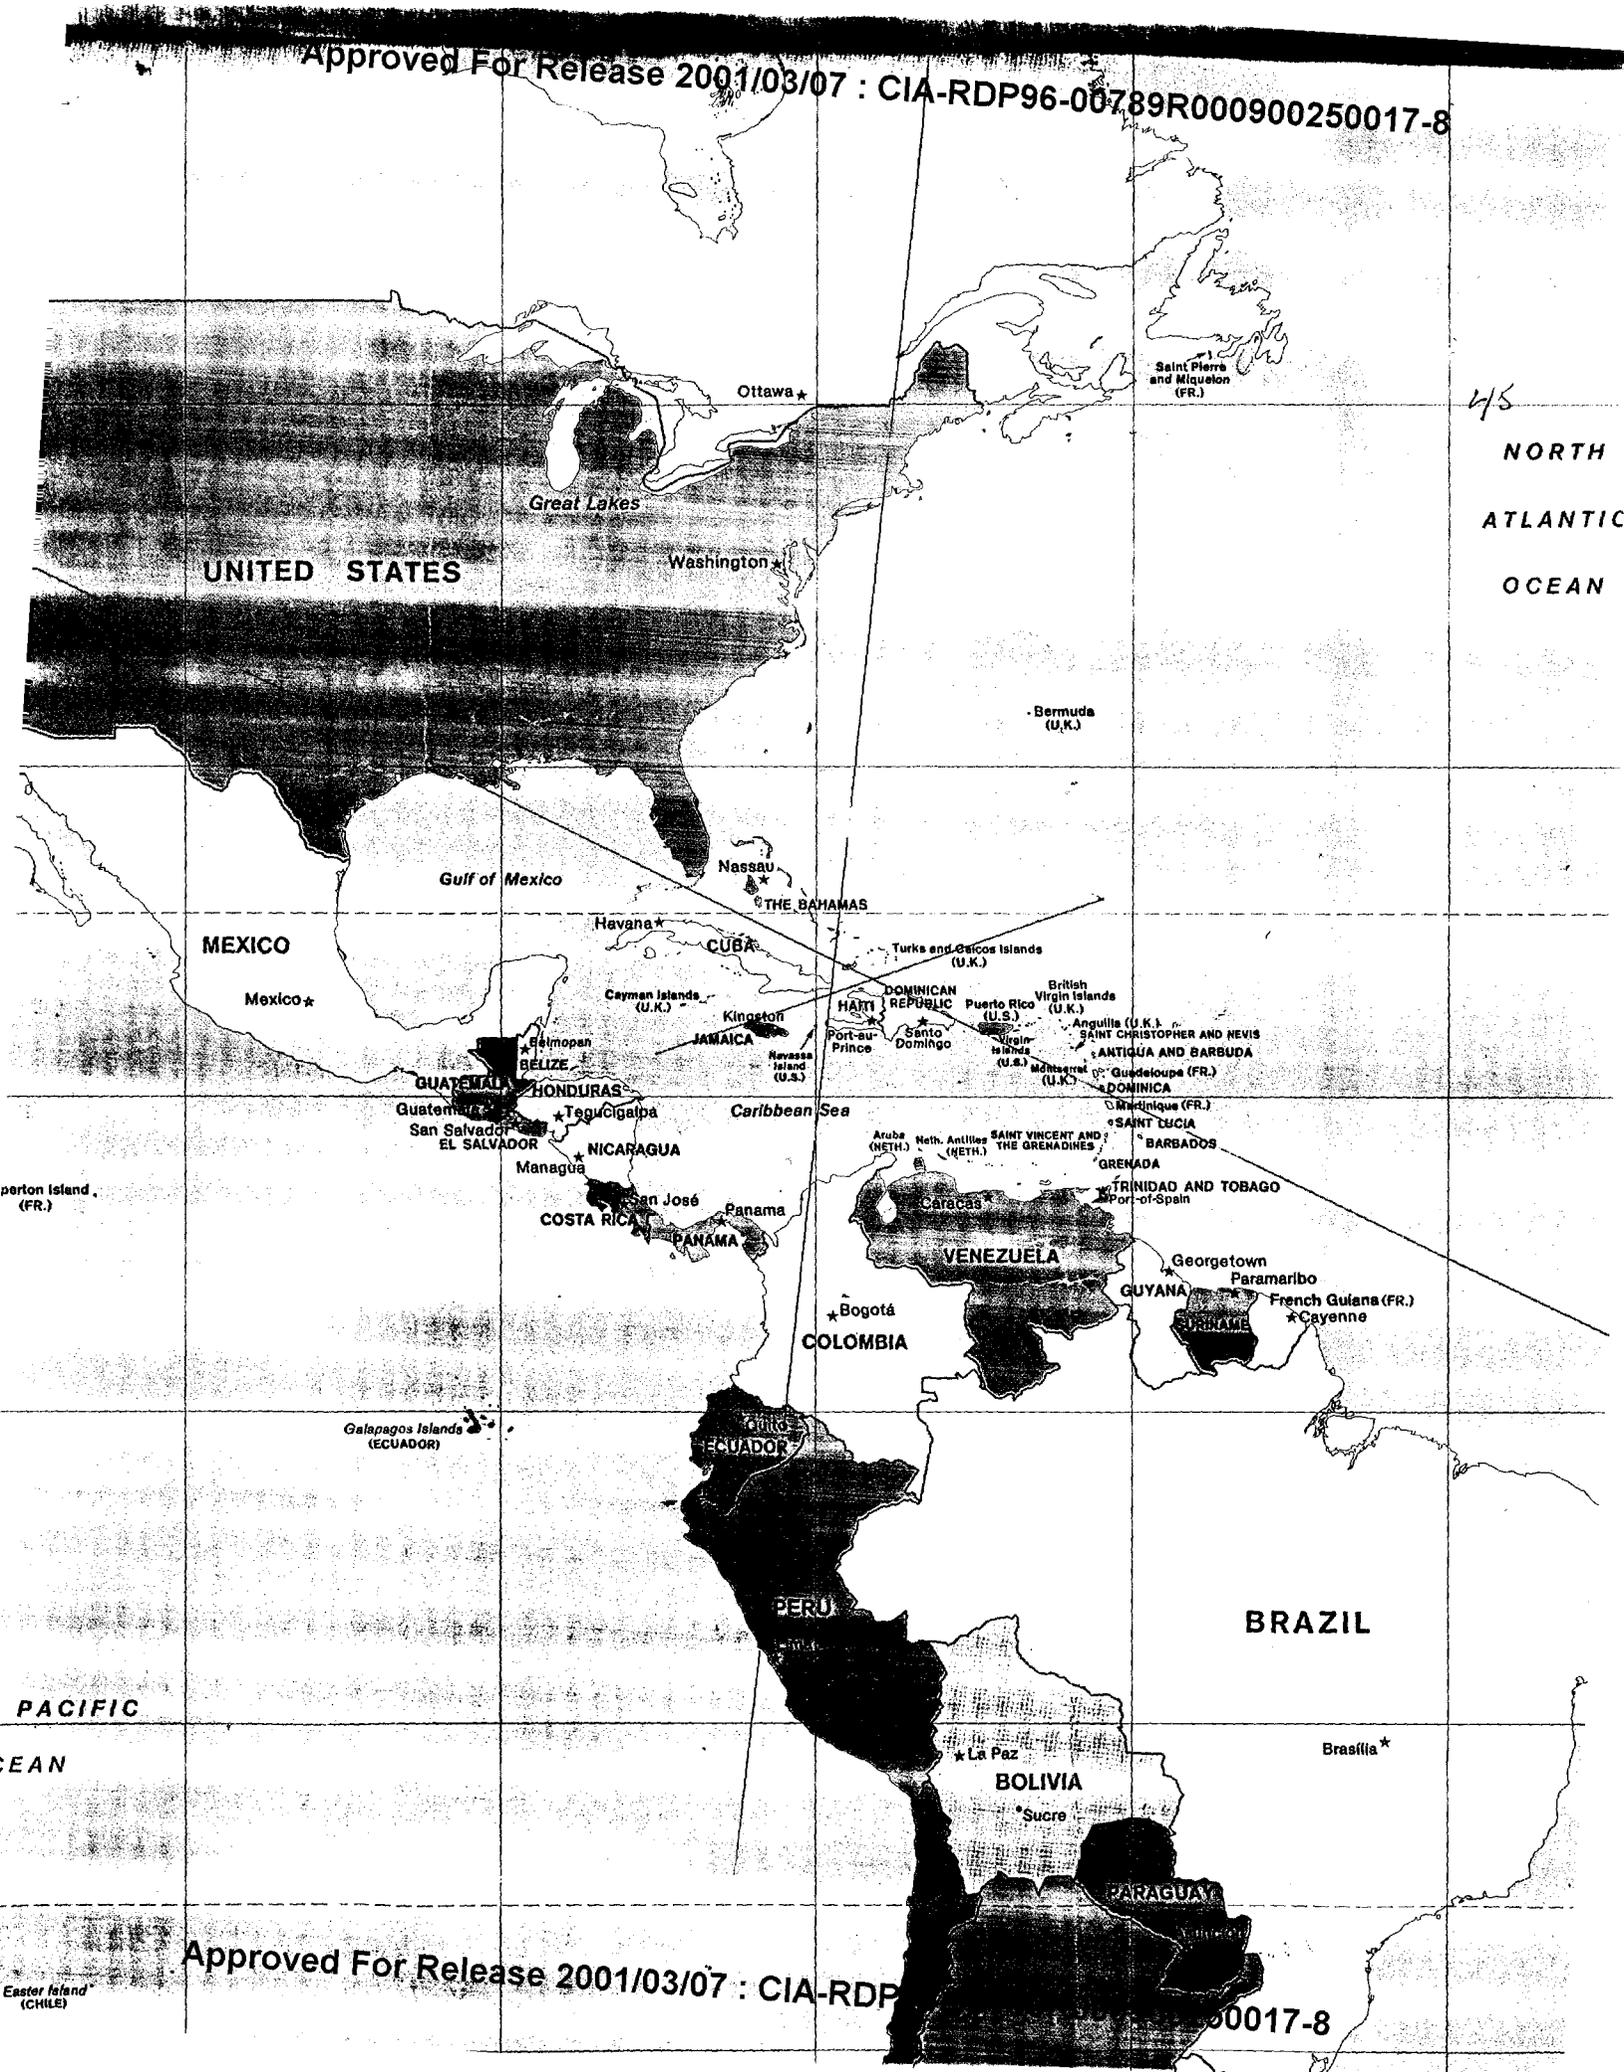 Approved For Release 2001/03/07 : CIA-RDP96-00789R000900250017-8
Saint Pierre
and Miquelon
(FR.)
Ottawa
45
NORTH
ATLANTIC
OCEAN
Great Lakes
Washington
UNITED STATES
Bermuda
(U.K.)
Nassau
Gulf of Mexico
THE BAHAMAS
Havana
CUBA
MEXICO
Turks and Caicos Islands
(U.K.)
Mexico
Cayman Islands
(U.K.)
HAITI
DOMINICAN
REPUBLIC
Puerto Rico
(U.S.)
British
Virgin Islands
(U.K.)
Kingston
JAMAICA
Port-au-
Prince
Santo
Domingo
Navassa
Island
(U.S.)
Virgin
Islands
(U.S.)
Anguilla (U.K.)
SAINT CHRISTOPHER AND NEVIS
ANTIGUA AND BARBUDA
Montserrat
(U.K.)
Guadeloupe (FR.)
DOMINICA
Martinique (FR.)
SAINT LUCIA
BARBADOS
Belmopan
BELIZE
GUATEMALA
HONDURAS
Guatemala
Tegucigalpa
San Salvador
EL SALVADOR
Caribbean Sea
NICARAGUA
Managua
Aruba
(NETH.)
Neth. Antilles
(NETH.)
SAINT VINCENT AND
THE GRENADINES
GRENADA
TRINIDAD AND TOBAGO
Port-of-Spain
perton Island
(FR.)
San José
COSTA RICA
Panama
PANAMA
Caracas
VENEZUELA
Georgetown
GUYANA
Paramaribo
SURINAME
French Guiana (FR.)
Cayenne
Bogotá
COLOMBIA
Galapagos Islands
(ECUADOR)
Quito
ECUADOR
PERU
Lima
BRAZIL
PACIFIC
CEAN
La Paz
BOLIVIA
Sucre
Brasília
PARAGUAY
Easter Island
(CHILE)
Approved For Release 2001/03/07 : CIA-RDP
0017-8